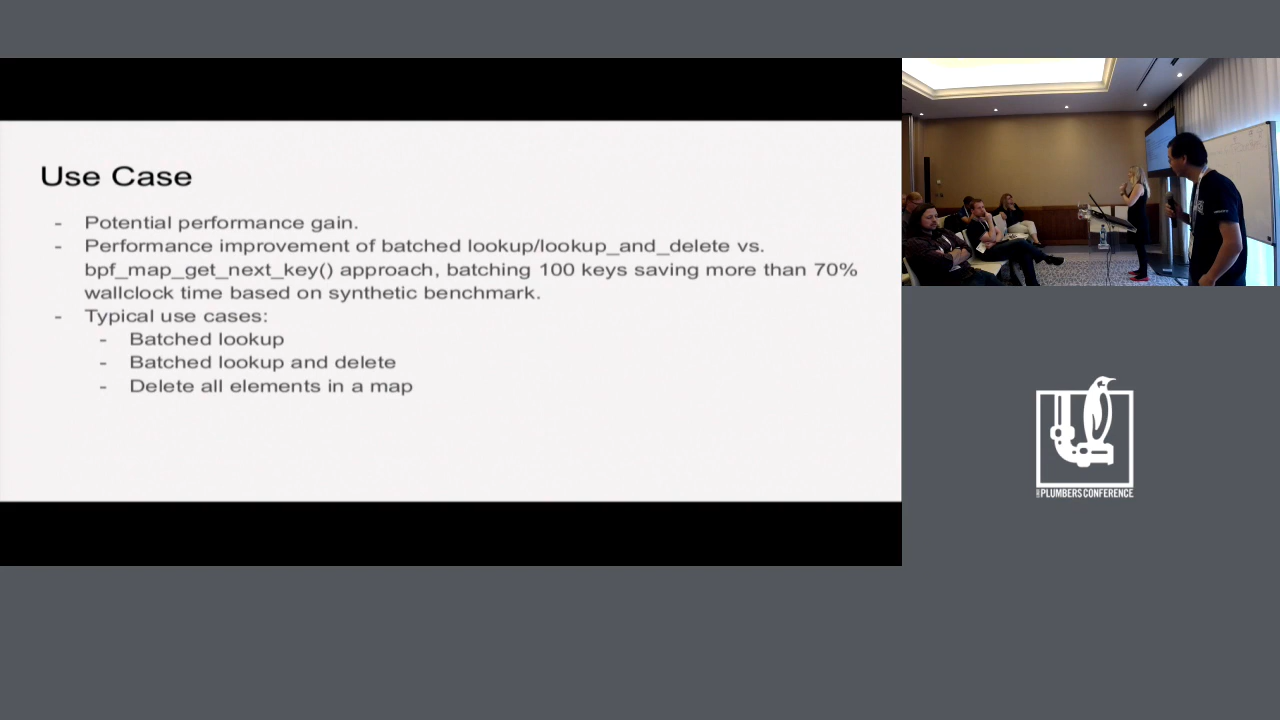 Use Case
- Potential performance gain.
- Performance improvement of batched lookup/lookup_and_delete vs.
bpf_map_get_next_key() approach, batching 100 keys saving more than 70%
wallclock time based on synthetic benchmark.
- Typical use cases:
- Batched lookup
- Batched lookup and delete
- Delete all elements in a map
PLUMBERS CONFERENCE